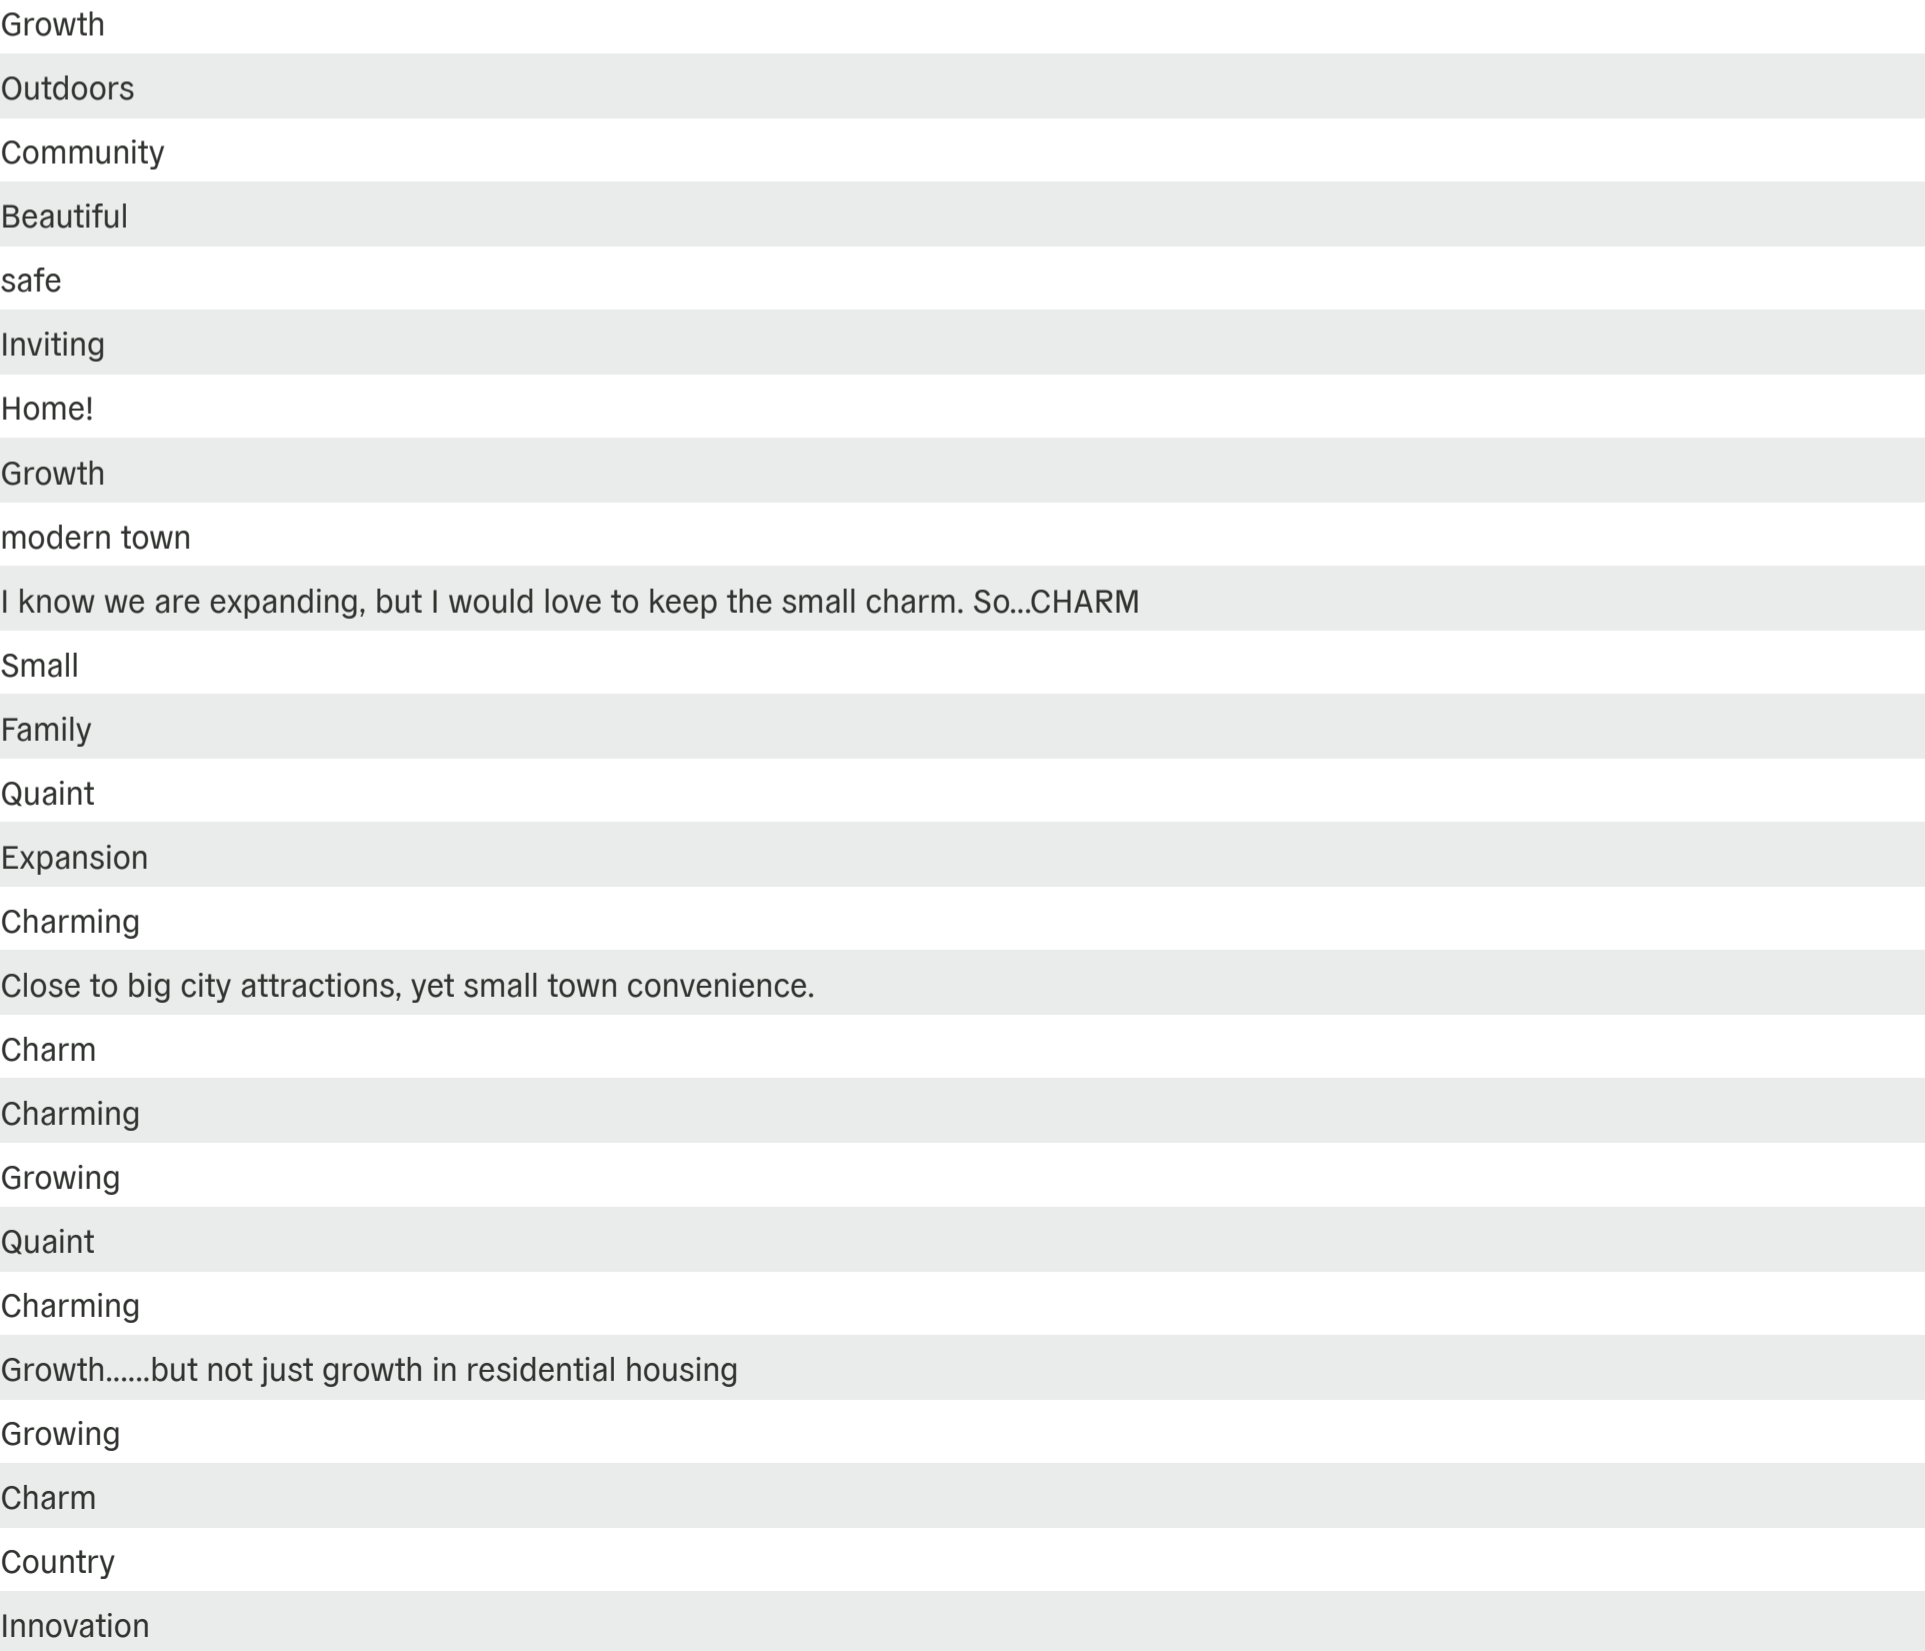 Growth
Outdoors
Community
Beautiful
safe
Inviting
Home!
Growth
modern town
I know we are expanding, but I would love to keep the small charm. So...CHARM
Small
Family
Quaint
Expansion
Charming
Close to big city attractions, yet small town convenience.
Charm
Charming
Growing
Quaint
Charming
Growth......but not just growth in residential housing
Growing
Charm
Country
Innovation